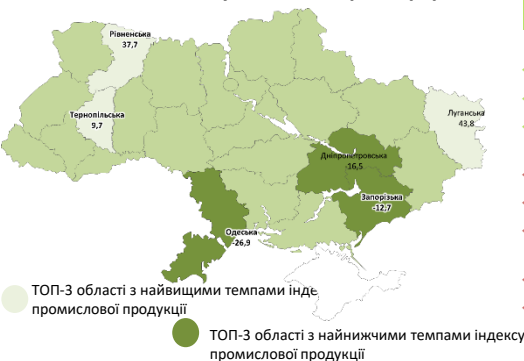 Рівненська
37,7
Тернопільська
9,7
Луганська
43,8
Дніпропетровська
-16,5
Запорізька
-12,7
Одеська
-26,9
ТОП-3 області з найвищими темпами інде
промислової продукції
ТОП-3 області з найнижчими темпами індексу
промислової продукції